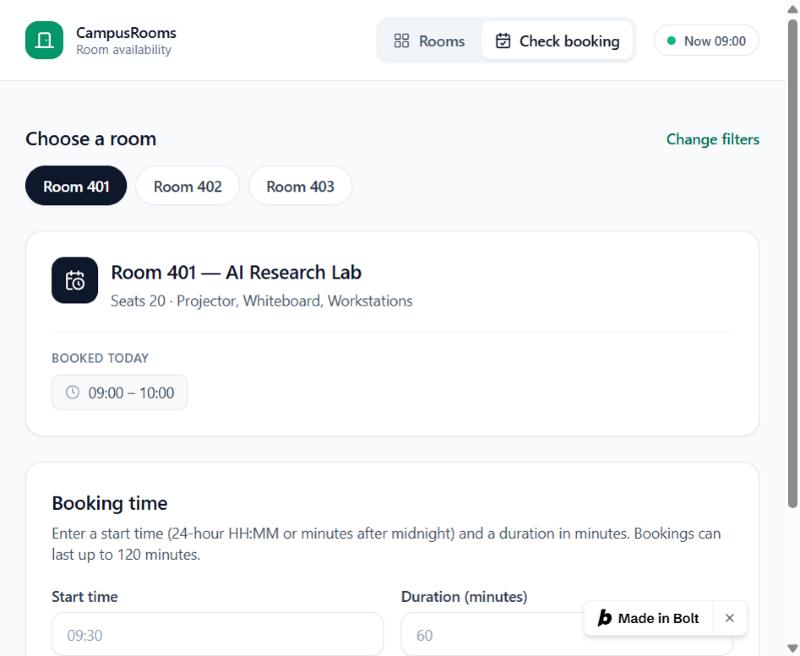 CampusRooms
Room availability
Rooms
Check booking
Now 09:00
Choose a room
Change filters
Room 401
Room 402
Room 403
Room 401 — AI Research Lab
Seats 20 · Projector, Whiteboard, Workstations
BOOKED TODAY
09:00 – 10:00
Booking time
Enter a start time (24-hour HH:MM or minutes after midnight) and a duration in minutes. Bookings can
last up to 120 minutes.
Start time
Duration (minutes)
09:30
60
b Made in Bolt